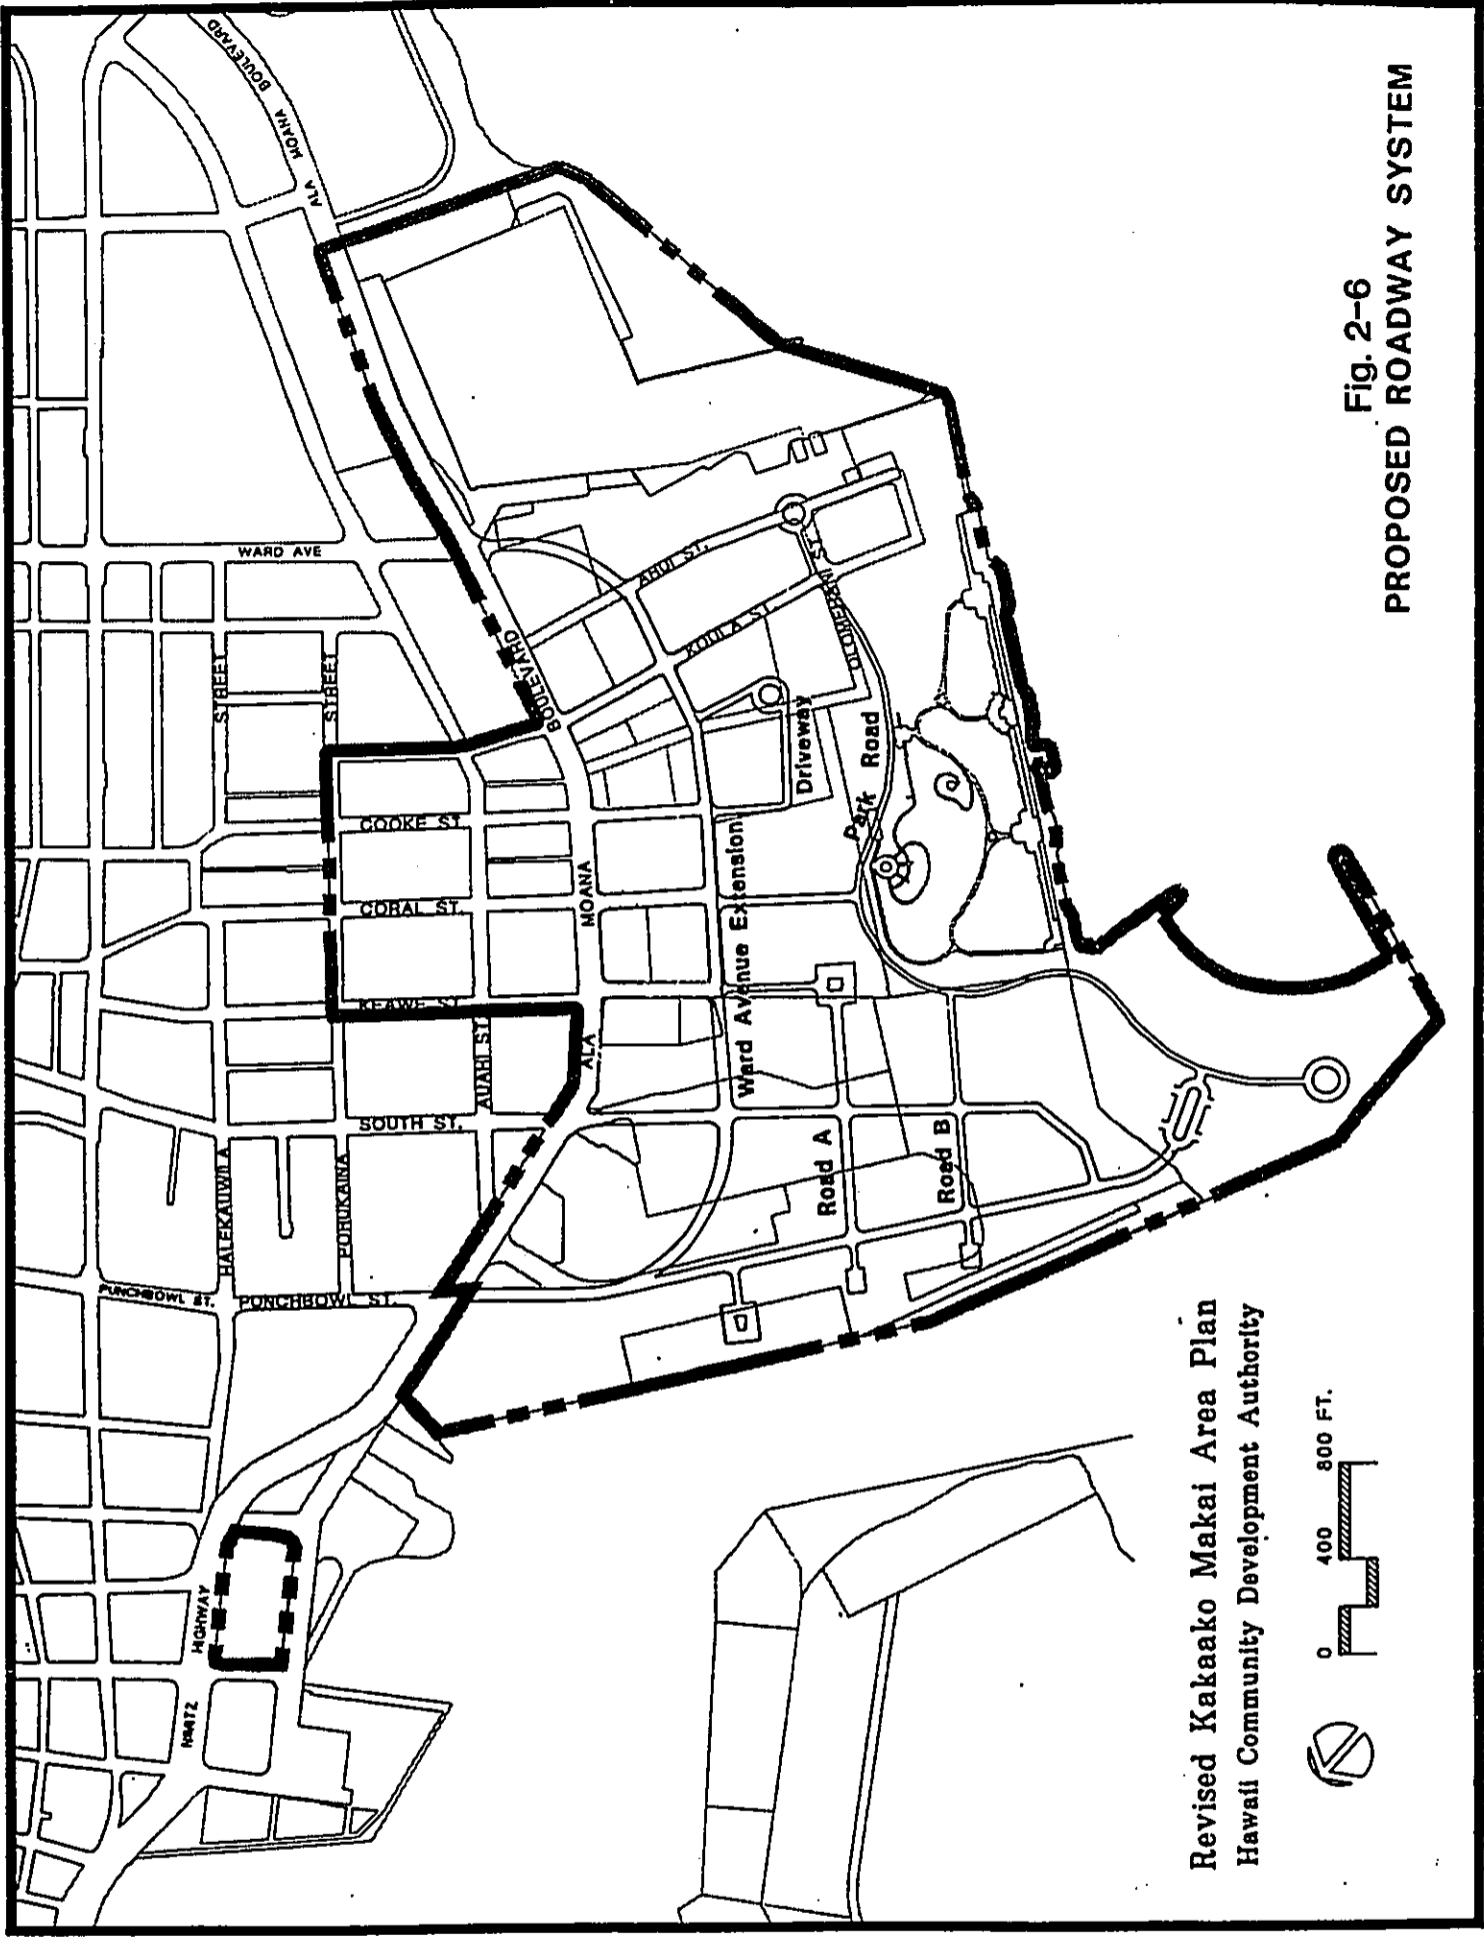 NIMITZ
HIGHWAY
PUNCHBOWL ST.
PUNCHBOWL ST.
HALEKAUWILA
STREET
POHUKAINA
STREET
SOUTH ST.
AUAHI ST.
KEAWE ST.
CORAL ST.
COOKE ST.
WARD AVE
ALA
MOANA
BOULEVARD
ALA MOANA BOULEVARD
AHUI ST.
KOULA ST.
OLOMEHANI ST.
Ward Avenue Extension
Driveway
Park Road
Road A
Road B
Revised Kakaako Makai Area Plan
Hawaii Community Development Authority
0 400 800 FT.
Fig. 2-6
PROPOSED ROADWAY SYSTEM